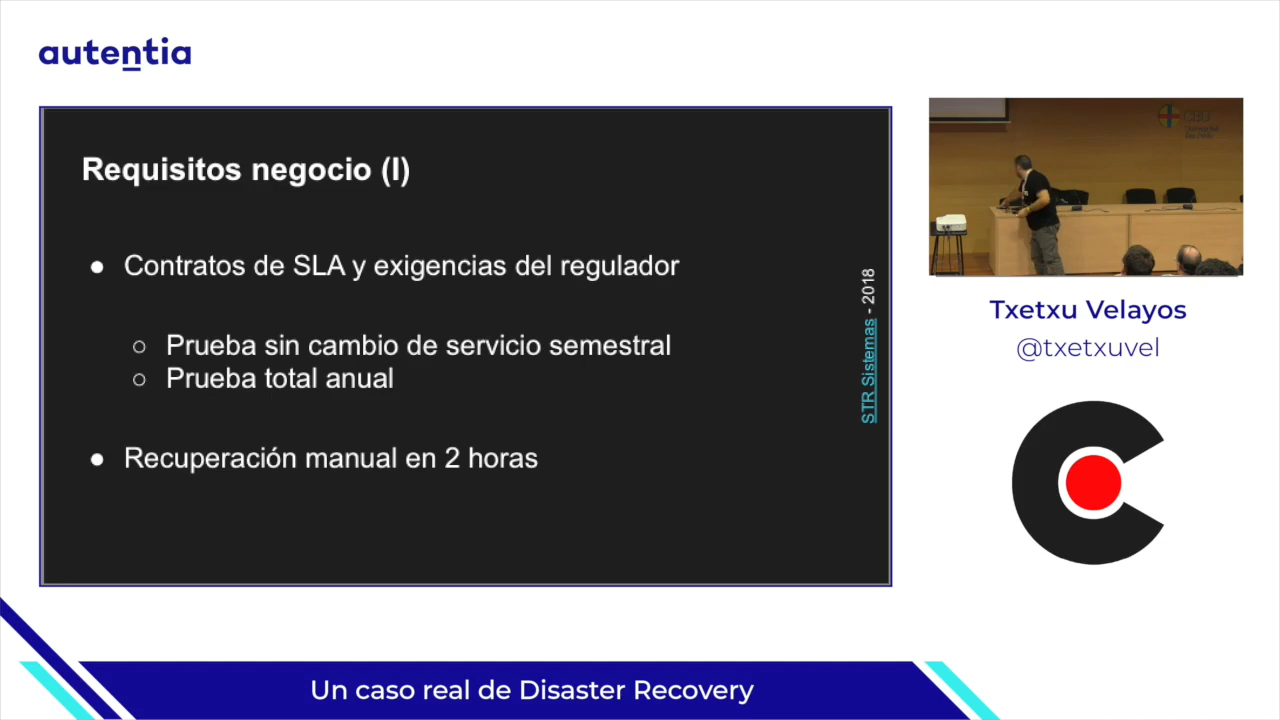 autentia
Requisitos negocio (I)
Contratos de SLA y exigencias del regulador
Prueba sin cambio de servicio semestral
Prueba total anual
Recuperación manual en 2 horas
STR Sistemas - 2018
CEU
Txetxu Velayos
@txetxuvel
Un caso real de Disaster Recovery